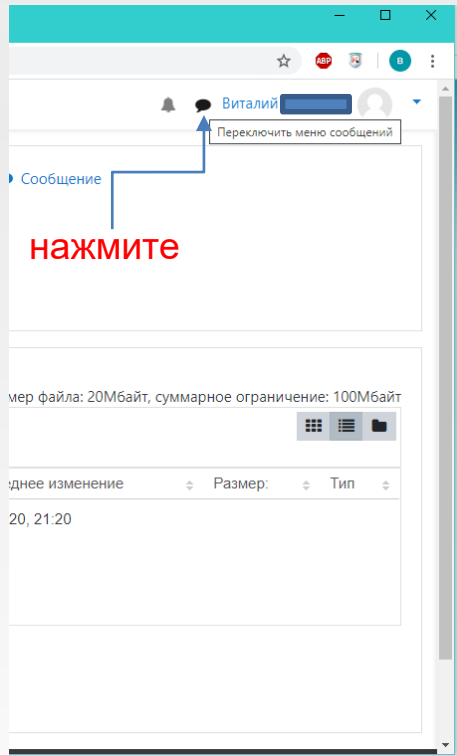 ABP
В
Виталий
Переключить меню сообщений
Сообщение
нажмите
мер файла: 20Мбайт, суммарное ограничение: 100Мбайт
еднее изменение Размер: Тип
20, 21:20